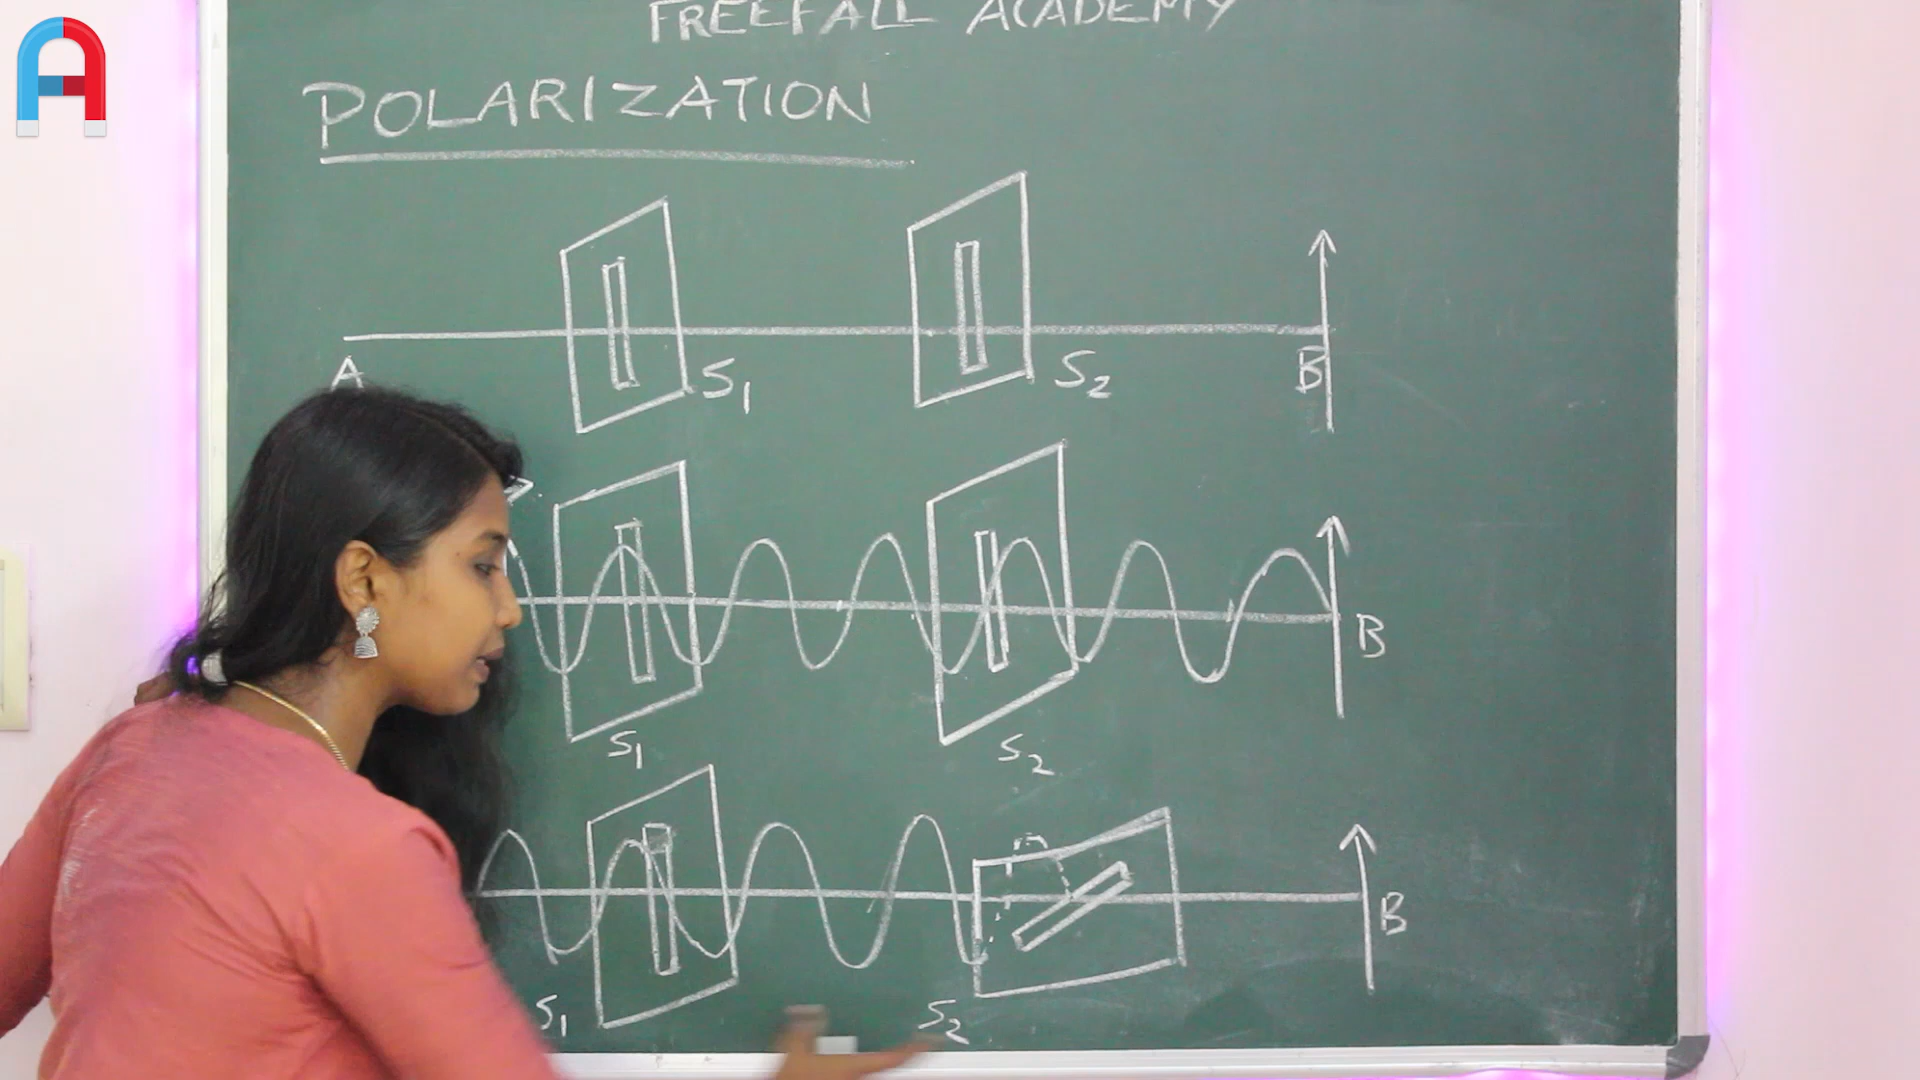 FREEFALL ACADEMY
POLARIZATION
A S1 S2 B
B
S1 S2
B
S1 S2